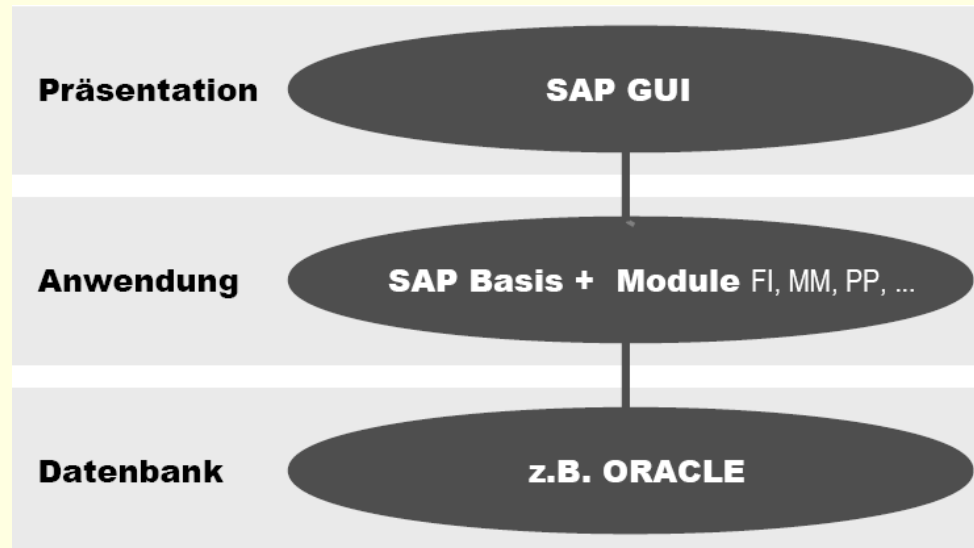 Präsentation SAP GUI
Anwendung SAP Basis + Module FI, MM, PP, ...
Datenbank z.B. ORACLE